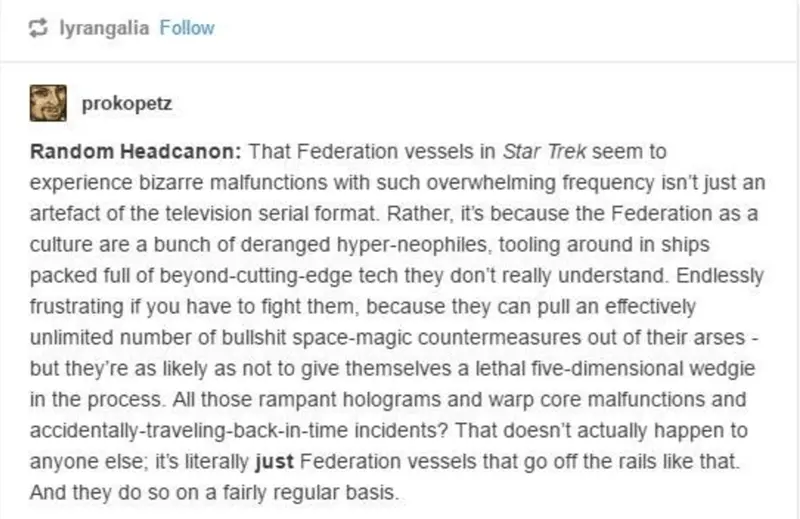 lyrangalia Follow
prokopetz
Random Headcanon: That Federation vessels in Star Trek seem to
experience bizarre malfunctions with such overwhelming frequency isn't just an
artefact of the television serial format. Rather, it's because the Federation as a
culture are a bunch of deranged hyper-neophiles, tooling around in ships
packed full of beyond-cutting-edge tech they don't really understand. Endlessly
frustrating if you have to fight them, because they can pull an effectively
unlimited number of bullshit space-magic countermeasures out of their arses -
but they're as likely as not to give themselves a lethal five-dimensional wedgie
in the process. All those rampant holograms and warp core malfunctions and
accidentally-traveling-back-in-time incidents? That doesn't actually happen to
anyone else; it's literally just Federation vessels that go off the rails like that.
And they do so on a fairly regular basis.